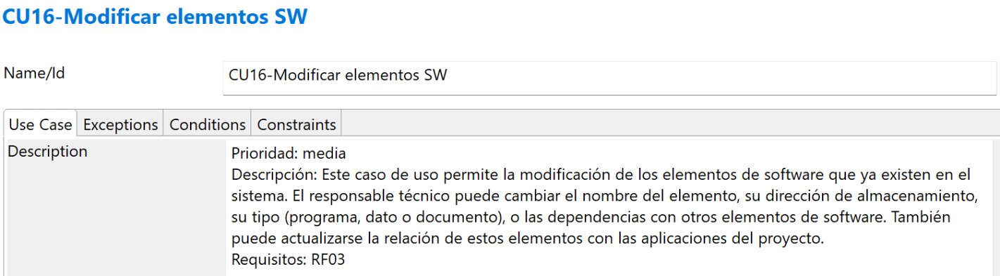 CU16-Modificar elementos SW
Name/Id
CU16-Modificar elementos SW
Use Case Exceptions Conditions Constraints
Description
Prioridad: media
Descripción: Este caso de uso permite la modificación de los elementos de software que ya existen en el
sistema. El responsable técnico puede cambiar el nombre del elemento, su dirección de almacenamiento,
su tipo (programa, dato o documento), o las dependencias con otros elementos de software. También
puede actualizarse la relación de estos elementos con las aplicaciones del proyecto.
Requisitos: RF03